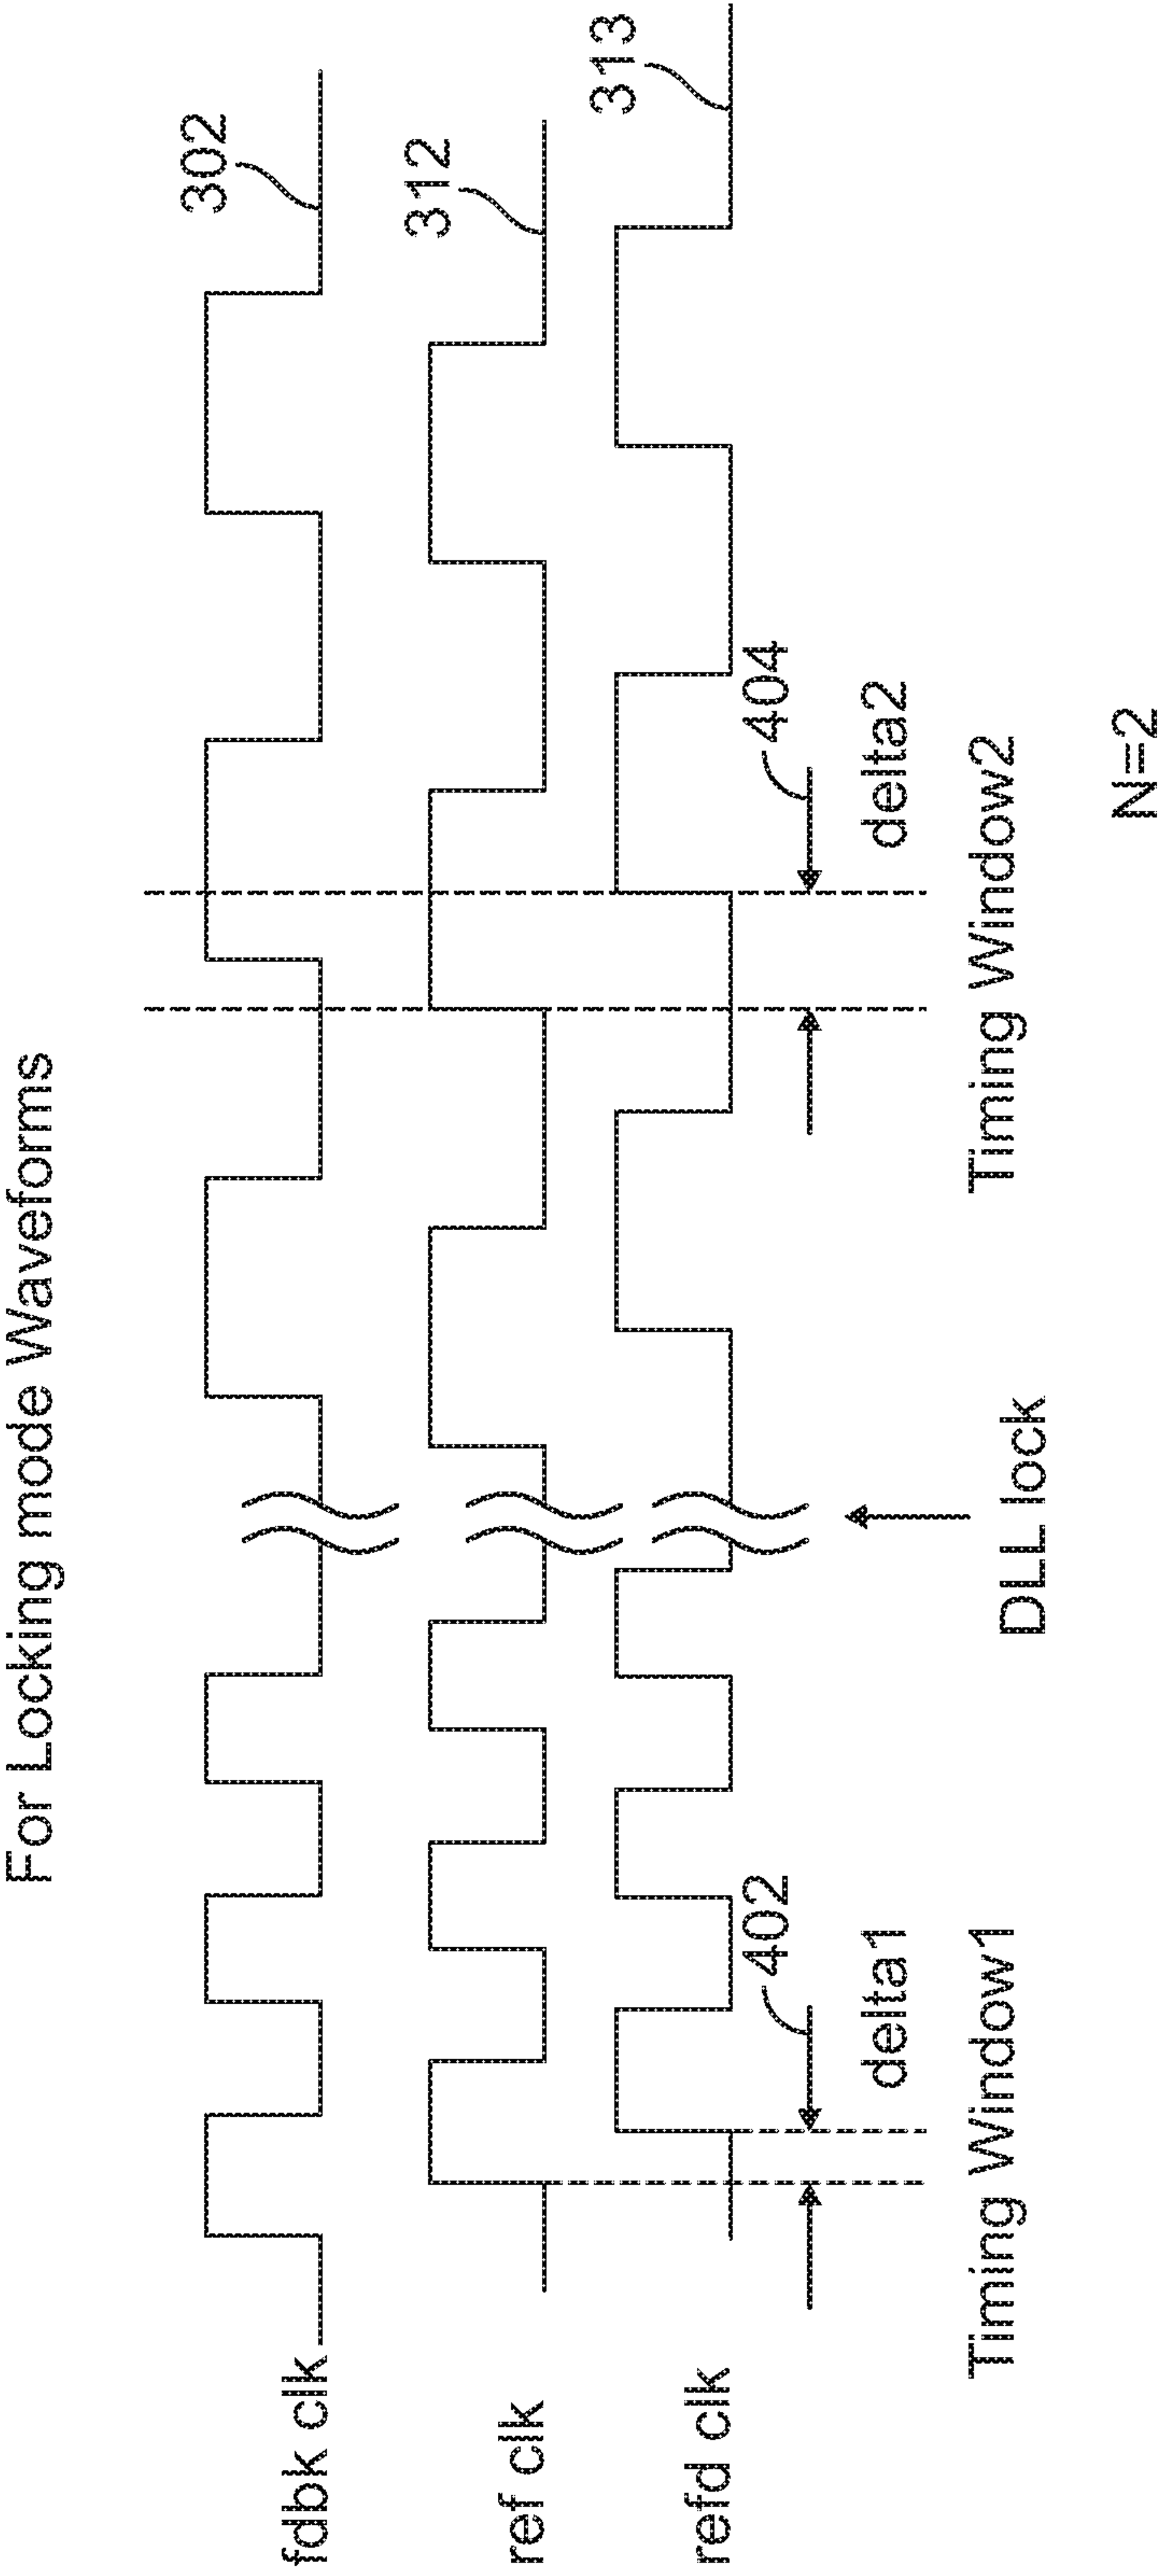 For Locking mode Waveforms
fdbk clk
302
ref clk
312
refd clk
313
402
404
delta1
delta2
Timing Window1
Timing Window2
DLL lock
N=2